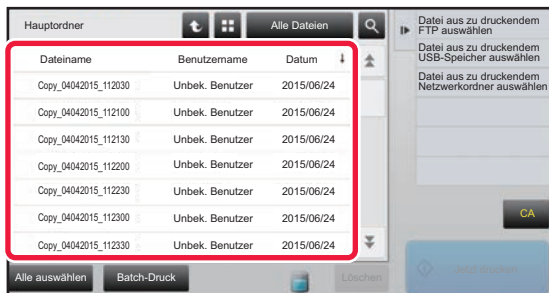 Hauptordner
Alle Dateien
Dateiname Benutzername Datum
Copy_04042015_112030 Unbek. Benutzer 2015/06/24
Copy_04042015_112100 Unbek. Benutzer 2015/06/24
Copy_04042015_112130 Unbek. Benutzer 2015/06/24
Copy_04042015_112200 Unbek. Benutzer 2015/06/24
Copy_04042015_112230 Unbek. Benutzer 2015/06/24
Copy_04042015_112300 Unbek. Benutzer 2015/06/24
Copy_04042015_112330 Unbek. Benutzer 2015/06/24
Alle auswählen
Batch-Druck
Löschen
Datei aus zu druckendem
FTP auswählen
Datei aus zu druckendem
USB-Speicher auswählen
Datei aus zu druckendem
Netzwerkordner auswählen
CA
Jetzt drucken